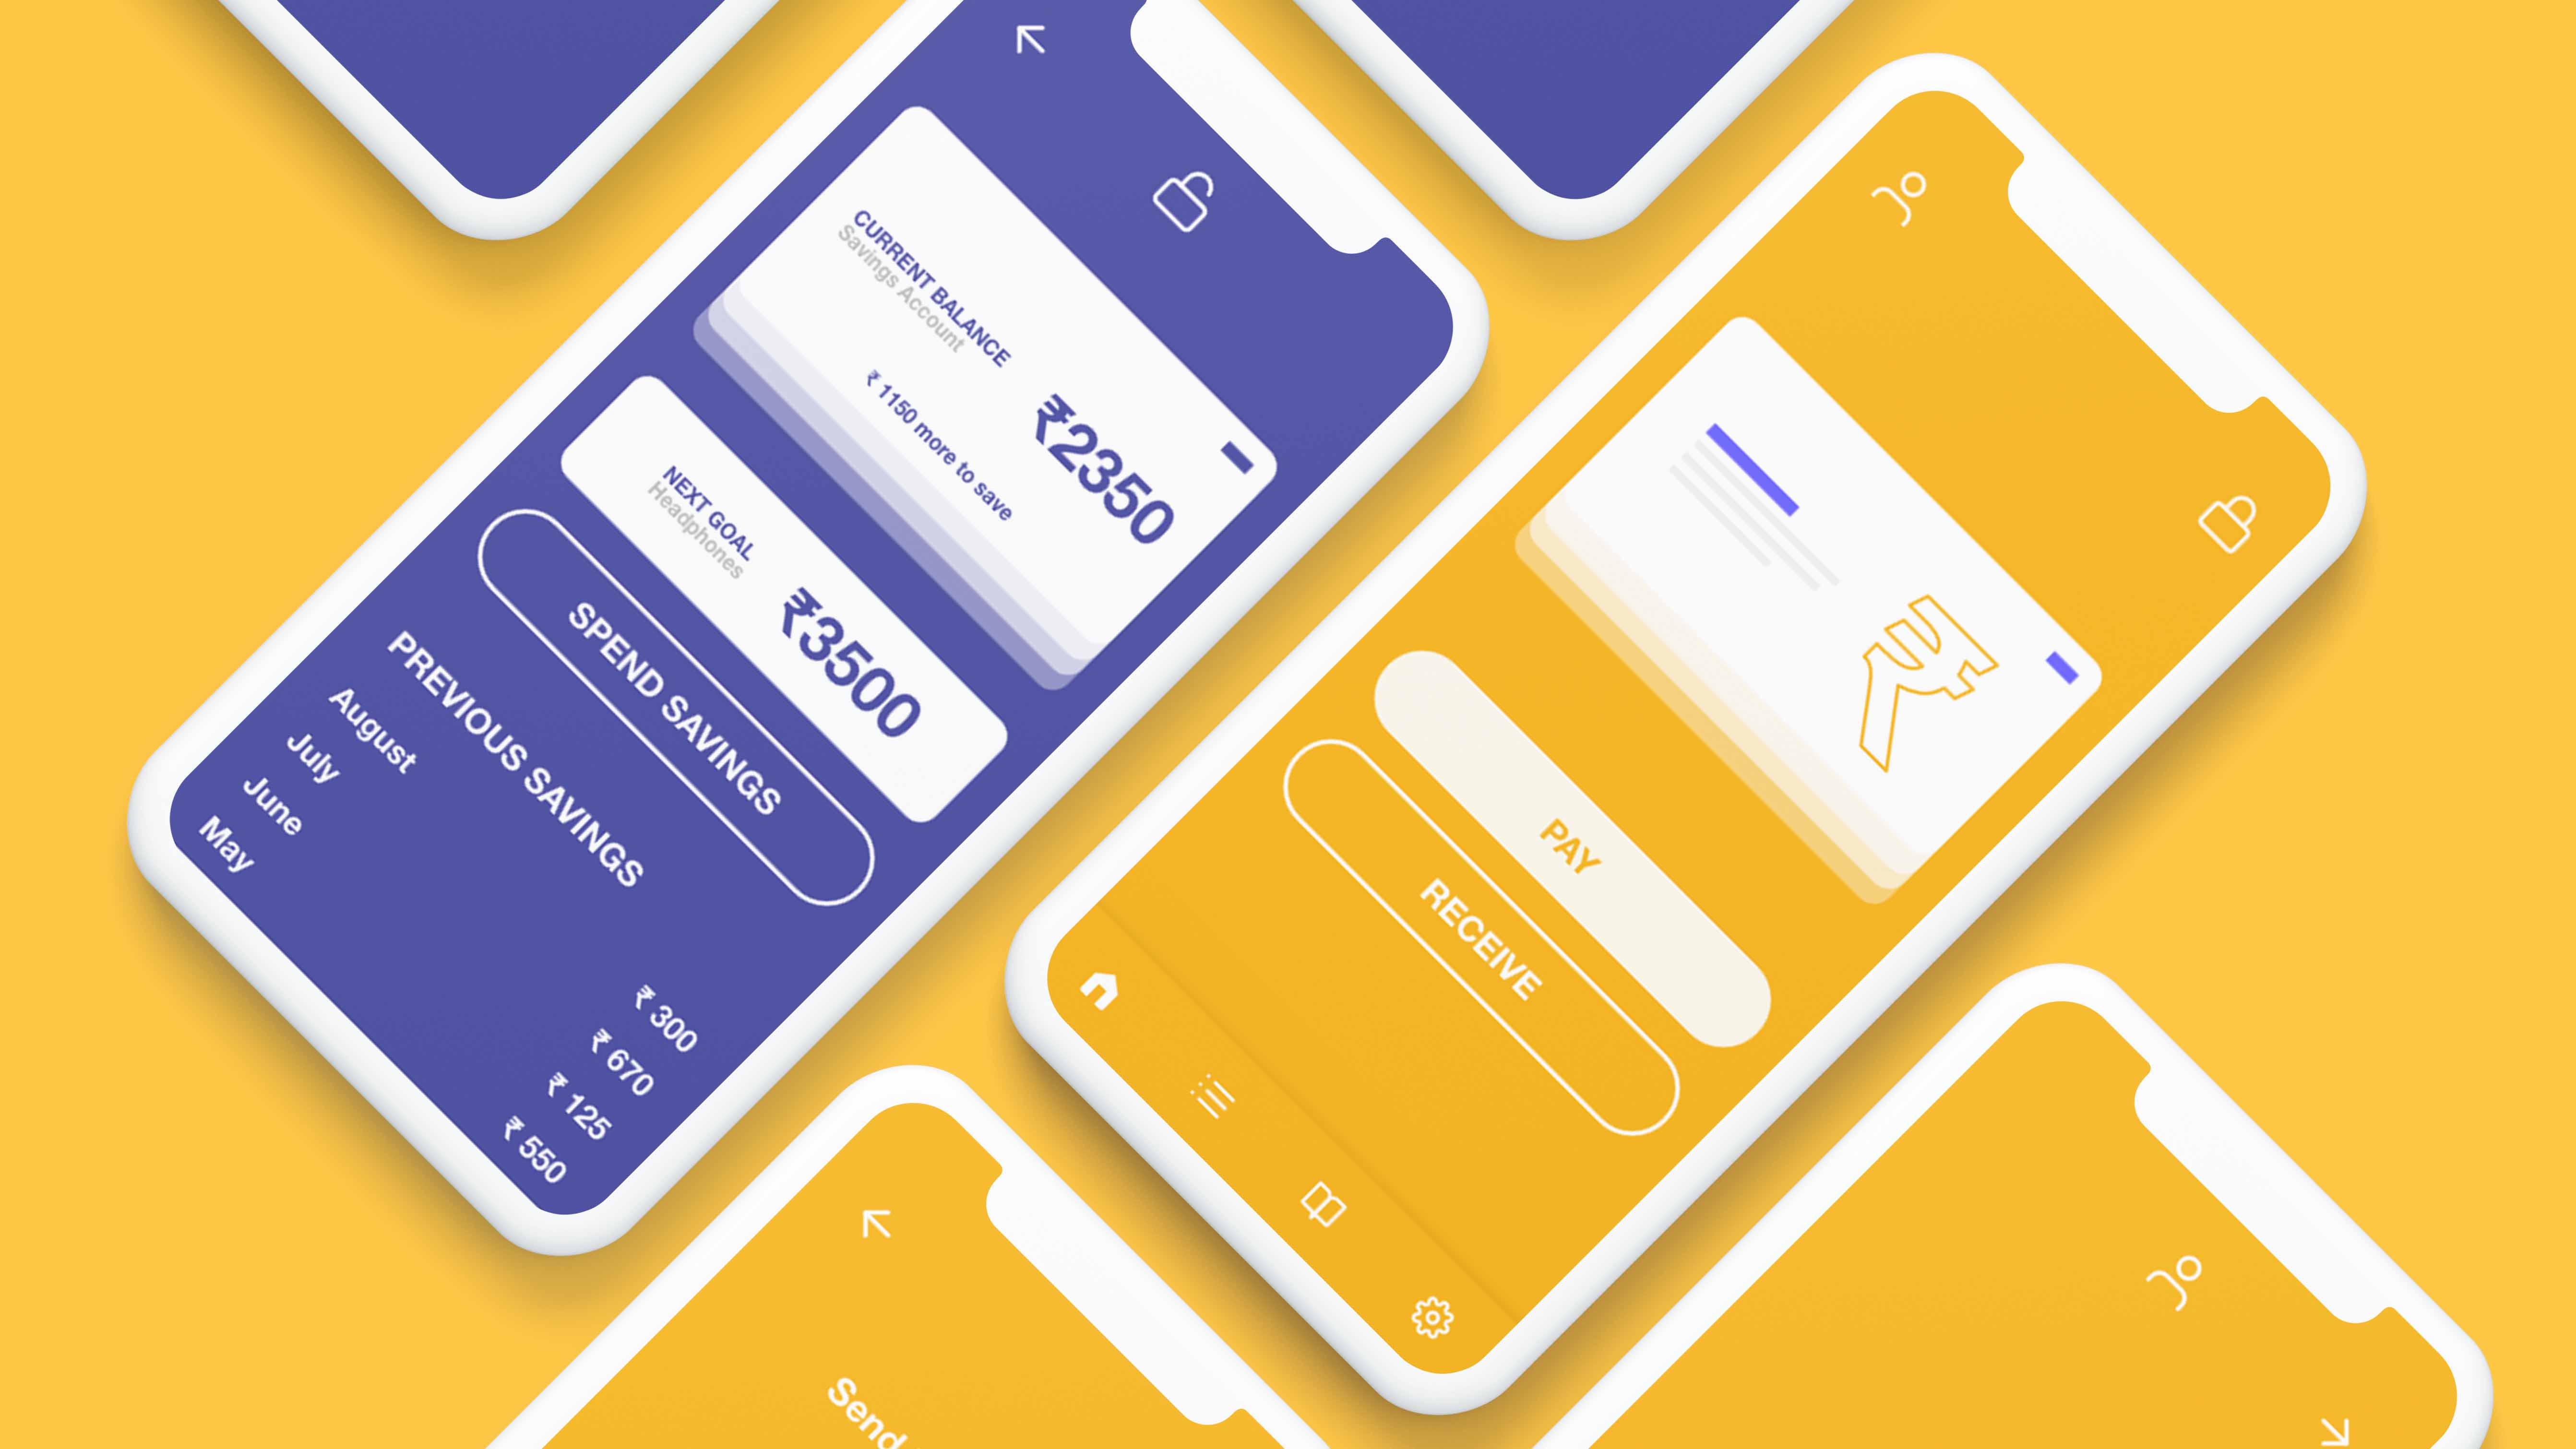 CURRENT BALANCE
Savings Account
₹2350
₹ 1150 more to save
NEXT GOAL
Headphones
₹3500
SPEND SAVINGS
PREVIOUS SAVINGS
August ₹ 300
July ₹ 670
June ₹ 125
May ₹ 550
₹
PAY
RECEIVE
Send